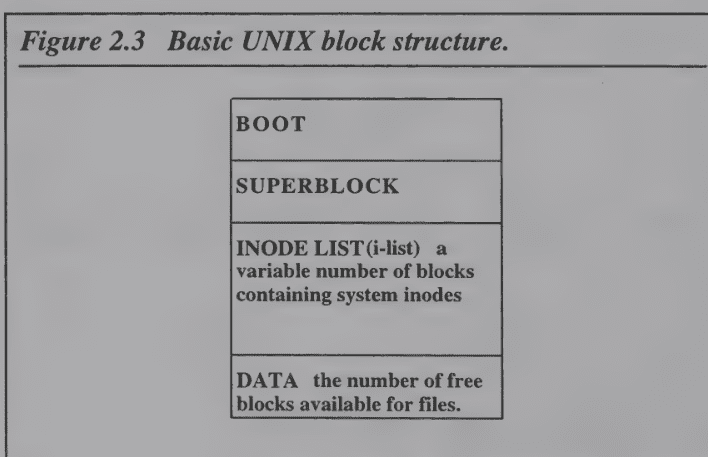 Figure 2.3 Basic UNIX block structure.
BOOT
SUPERBLOCK
INODE LIST(i-list) a
variable number of blocks
containing system inodes
DATA the number of free
blocks available for files.